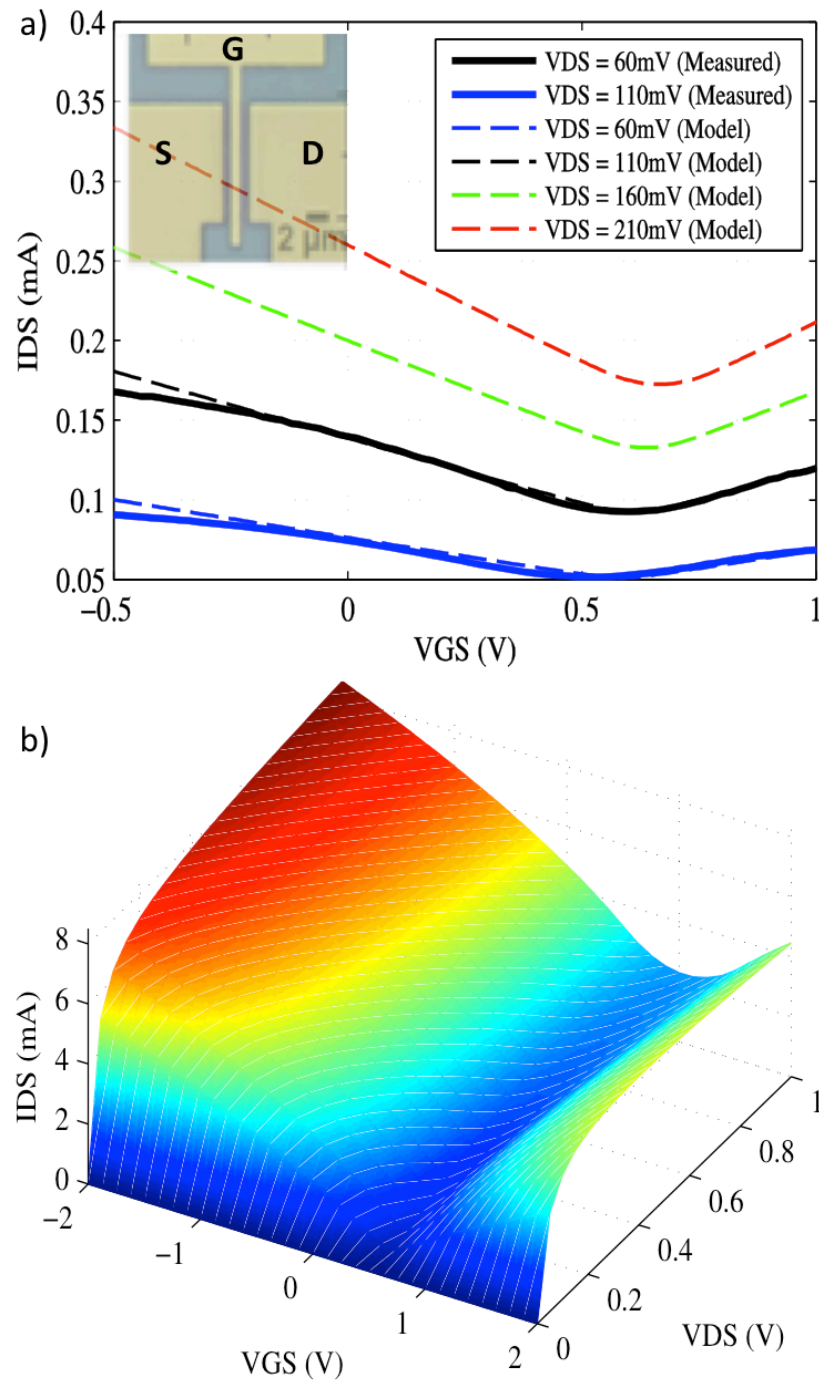 a)
0.4
0.35
0.3
0.25
0.2
0.15
0.1
0.05
IDS (mA)
−0.5
0
0.5
1
VGS (V)
G
S
D
2 μm
VDS = 60mV (Measured)
VDS = 110mV (Measured)
VDS = 60mV (Model)
VDS = 110mV (Model)
VDS = 160mV (Model)
VDS = 210mV (Model)
b)
8
6
4
2
0
IDS (mA)
−2
−1
0
1
2
VGS (V)
0
0.2
0.4
0.6
0.8
1
VDS (V)